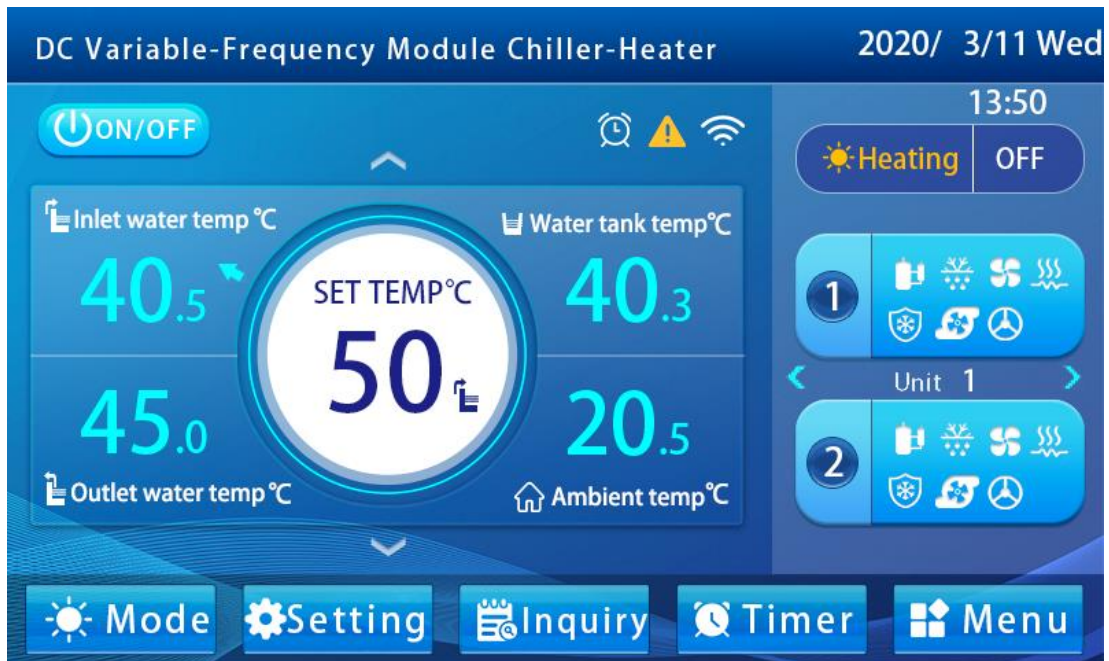 DC Variable-Frequency Module Chiller-Heater
2020/ 3/11 Wed
13:50
ON/OFF
Heating OFF
Inlet water temp ℃
40.5
SET TEMP℃
50
Water tank temp℃
40.3
45.0
Outlet water temp ℃
20.5
Ambient temp℃
1
Unit 1
2
Mode
Setting
Inquiry
Timer
Menu